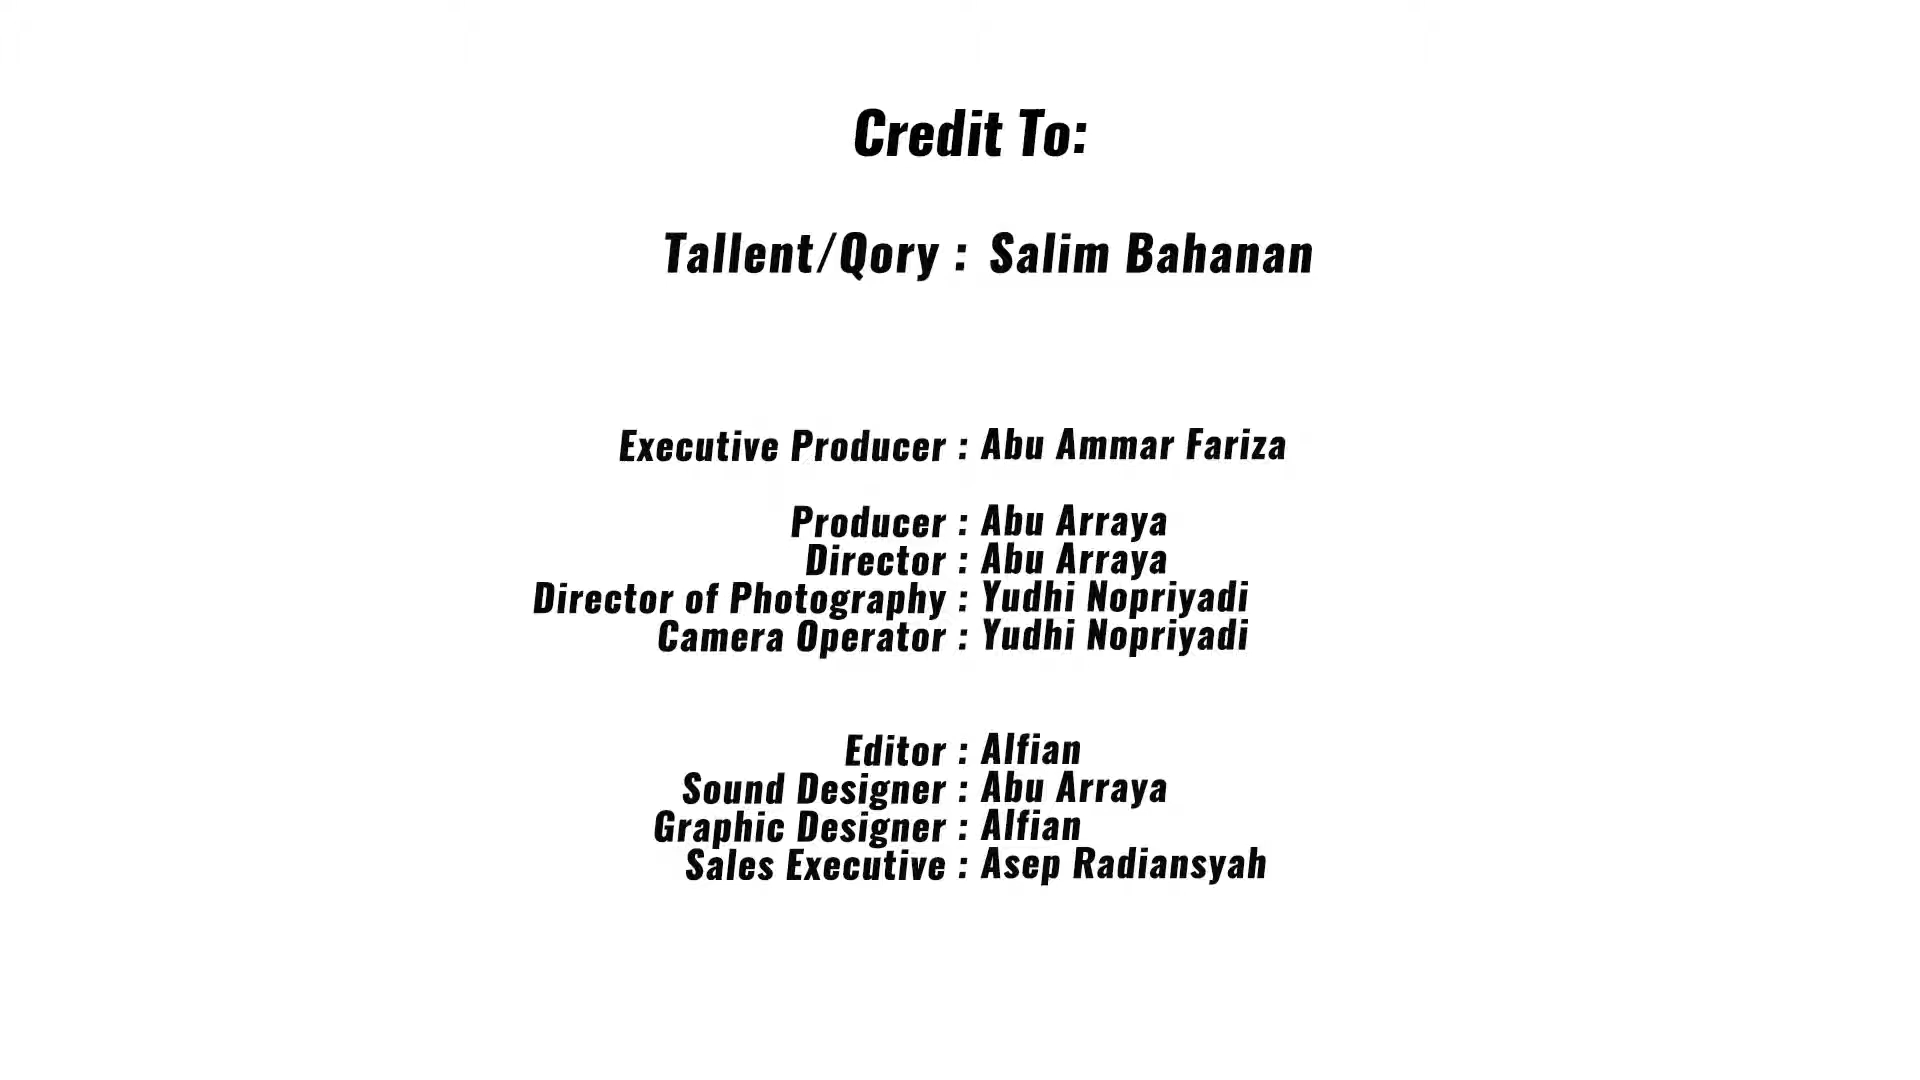 Credit To:
Tallent/Qory : Salim Bahanan
Executive Producer : Abu Ammar Fariza
Producer : Abu Arraya
Director : Abu Arraya
Director of Photography : Yudhi Nopriyadi
Camera Operator : Yudhi Nopriyadi
Editor : Alfian
Sound Designer : Abu Arraya
Graphic Designer : Alfian
Sales Executive : Asep Radiansyah